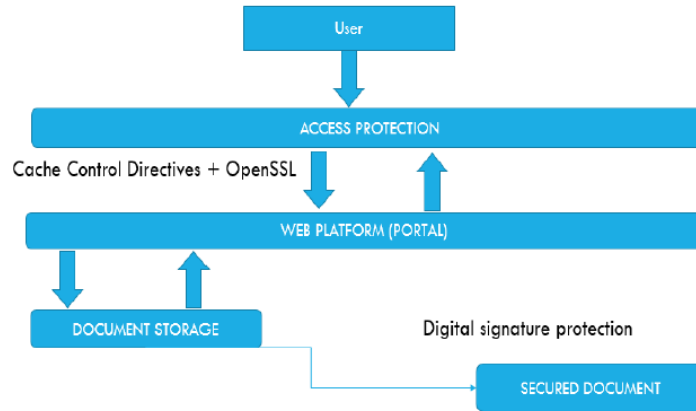 User
ACCESS PROTECTION
Cache Control Directives + OpenSSL
WEB PLATFORM (PORTAL)
DOCUMENT STORAGE
Digital signature protection
SECURED DOCUMENT